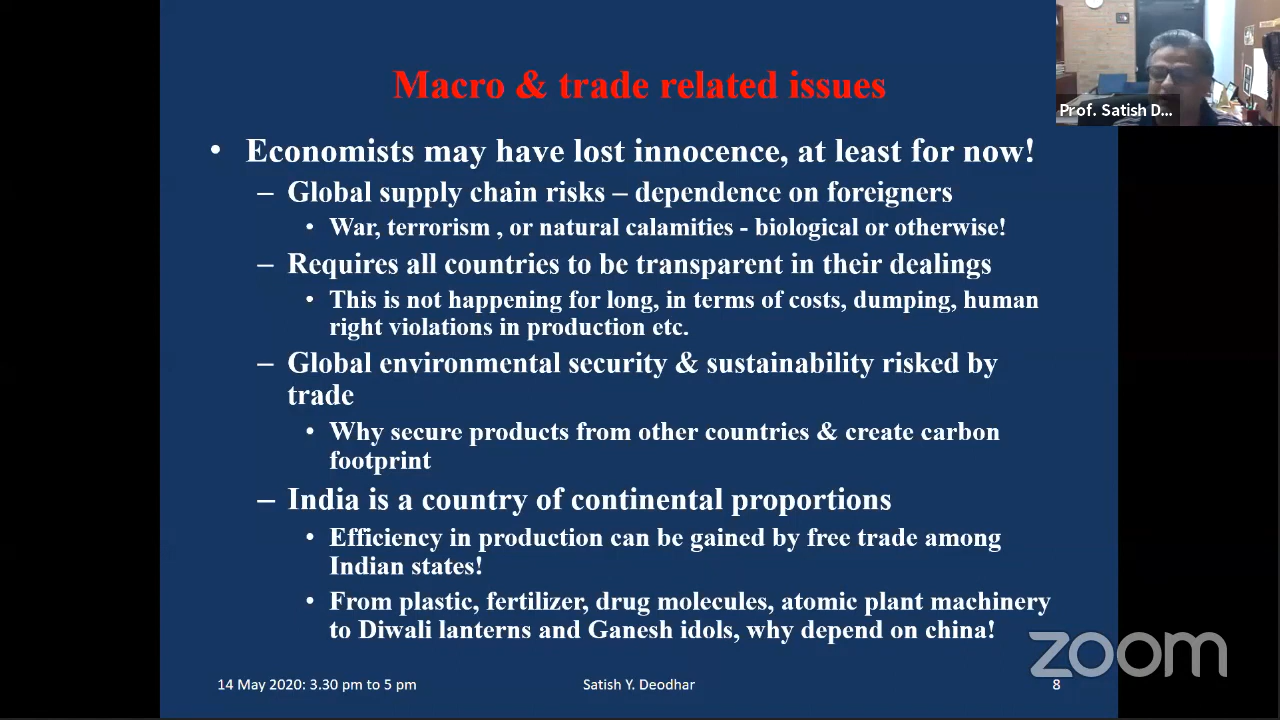 Macro & trade related issues
Prof. Satish D...
• Economists may have lost innocence, at least for now!
– Global supply chain risks – dependence on foreigners
• War, terrorism , or natural calamities - biological or otherwise!
– Requires all countries to be transparent in their dealings
• This is not happening for long, in terms of costs, dumping, human
right violations in production etc.
– Global environmental security & sustainability risked by
trade
• Why secure products from other countries & create carbon
footprint
– India is a country of continental proportions
• Efficiency in production can be gained by free trade among
Indian states!
• From plastic, fertilizer, drug molecules, atomic plant machinery
to Diwali lanterns and Ganesh idols, why depend on china!
zoom
14 May 2020: 3.30 pm to 5 pm
Satish Y. Deodhar
8